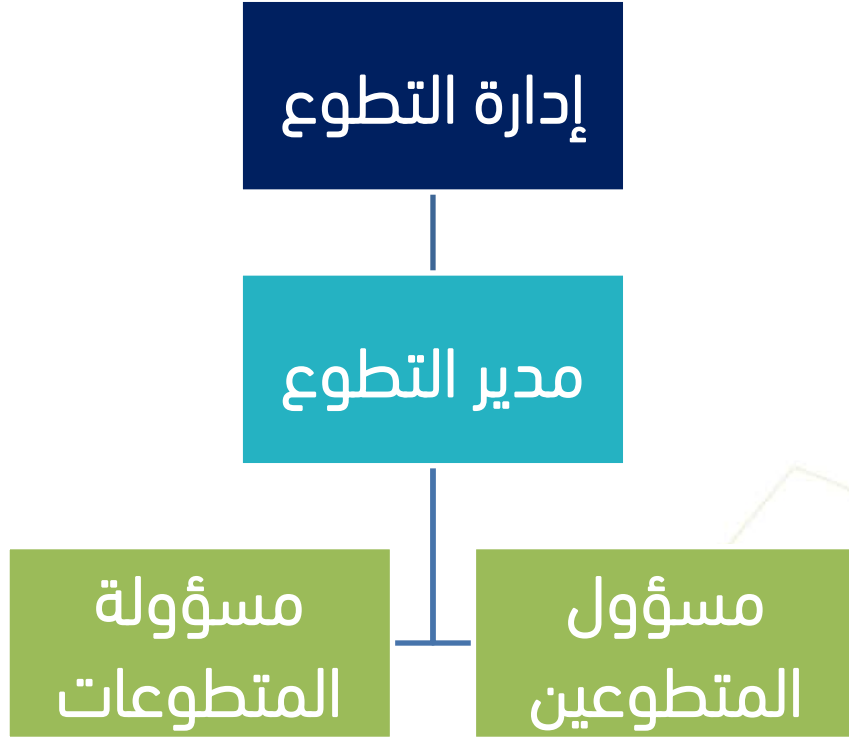 إدارة التطوع
مدير التطوع
مسؤول
المتطوعين
مسؤولة
المتطوعات